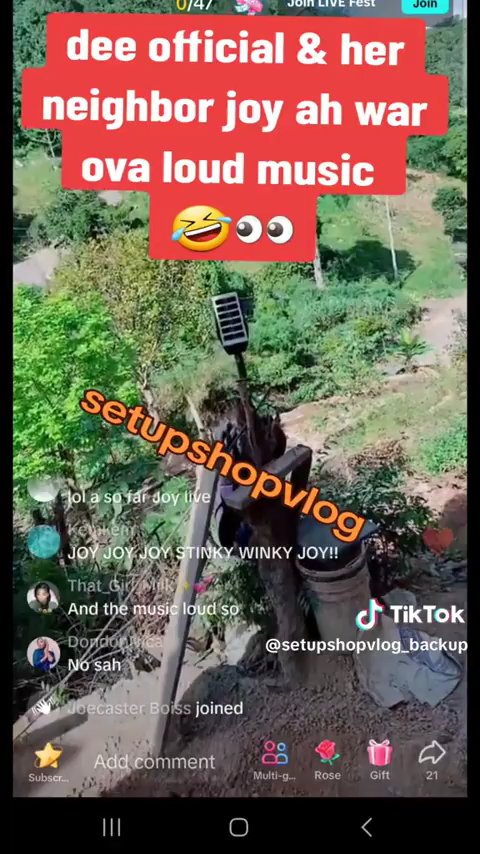 0/47
Join LIVE Fest
Join
dee official & her
neighbor joy ah war
ova loud music
🤣👀
setupshopvlog
lol a so far Joy live
JOY JOY JOY STINKY WINKY JOY!!
And the music loud so
TikTok
@setupshopvlog_backup
No sah
Joecaster Boiss joined
Subscr...
Add comment
Multi-g...
Rose
Gift
21